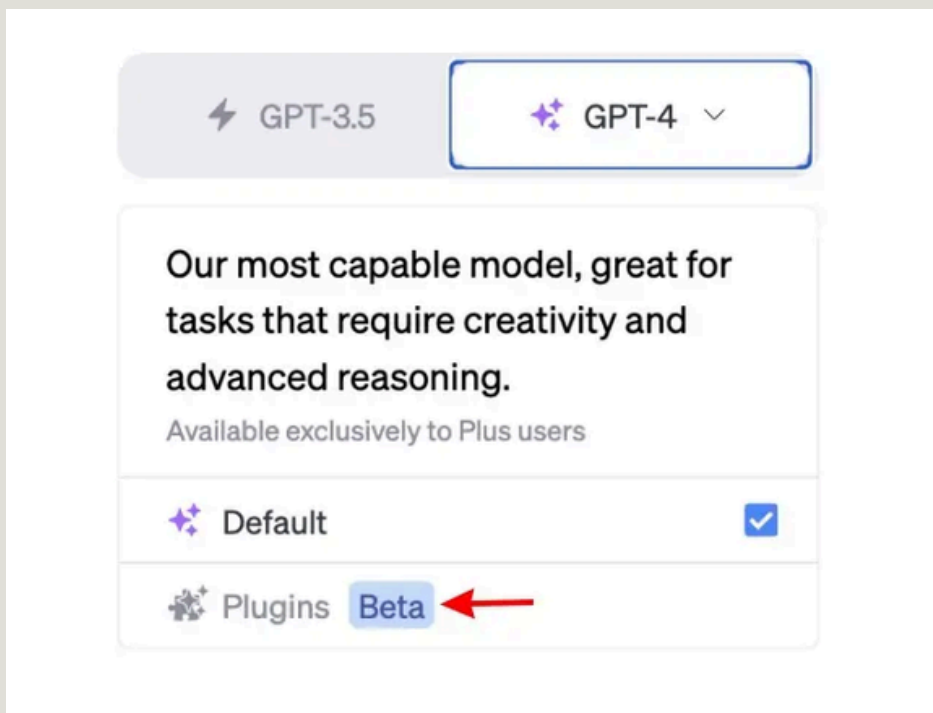 GPT-3.5
GPT-4
Our most capable model, great for
tasks that require creativity and
advanced reasoning.
Available exclusively to Plus users
Default
Plugins Beta